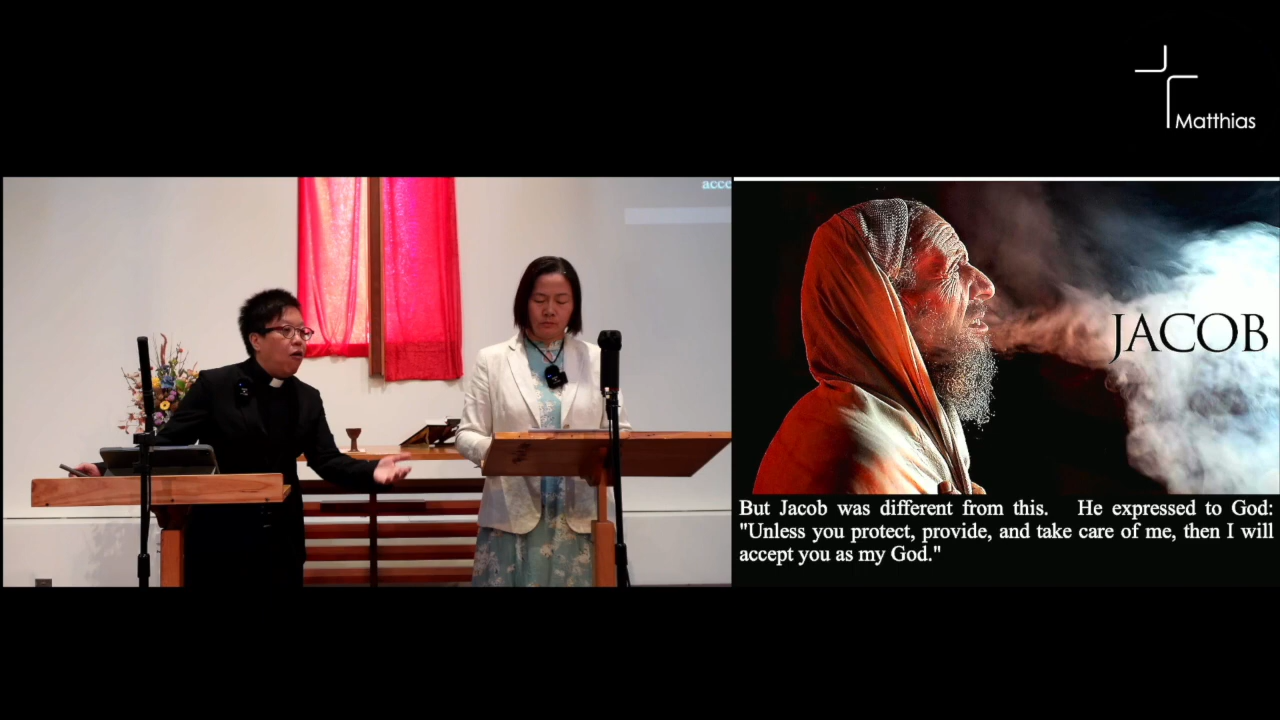 Matthias
acce
JACOB
But Jacob was different from this. He expressed to God:
"Unless you protect, provide, and take care of me, then I will
accept you as my God."